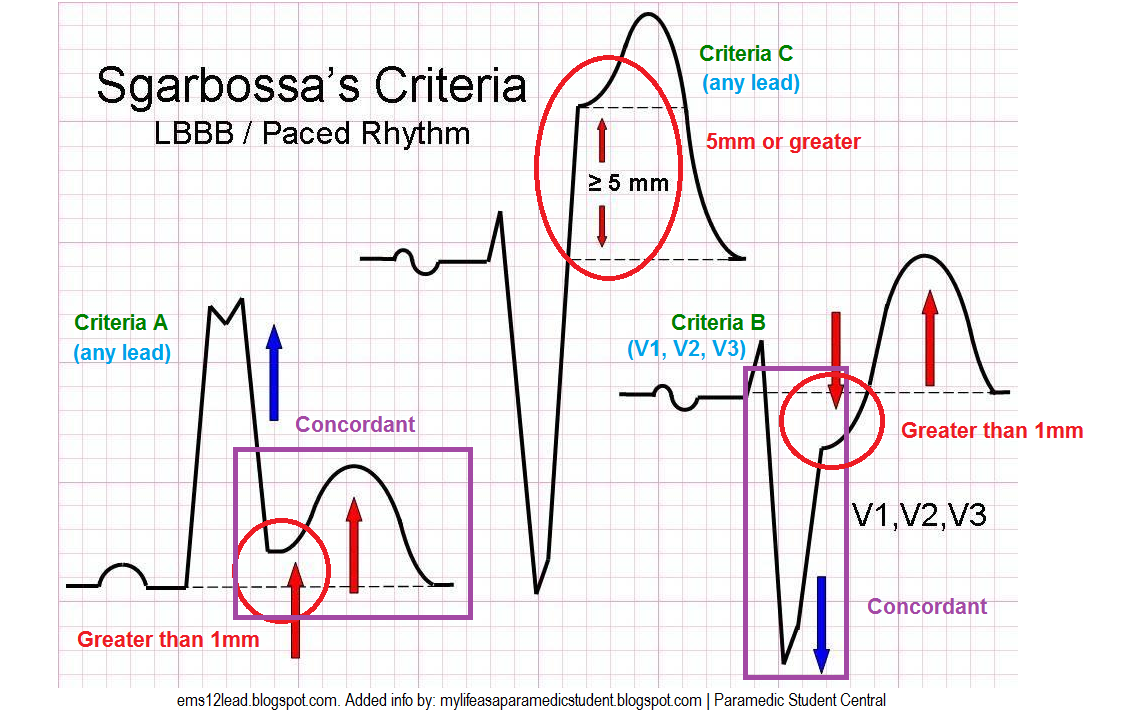 Sgarbossa's Criteria
LBBB / Paced Rhythm
Criteria C
(any lead)
5mm or greater
≥ 5 mm
Criteria A
(any lead)
Concordant
Greater than 1mm
Criteria B
(V1, V2, V3)
Greater than 1mm
V1,V2,V3
Concordant
ems12lead.blogspot.com. Added info by: mylifeasaparamedicstudent.blogspot.com | Paramedic Student Central